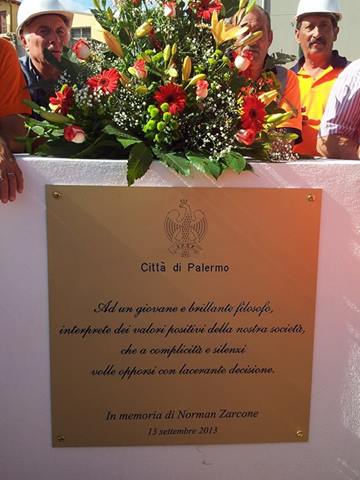 S.P.Q.P.
Città di Palermo
Ad un giovane e brillante filosofo,
interprete dei valori positivi della nostra società,
che a complicità e silenzi
volle opporsi con lacerante decisione.
In memoria di Norman Zarcone
13 settembre 2013